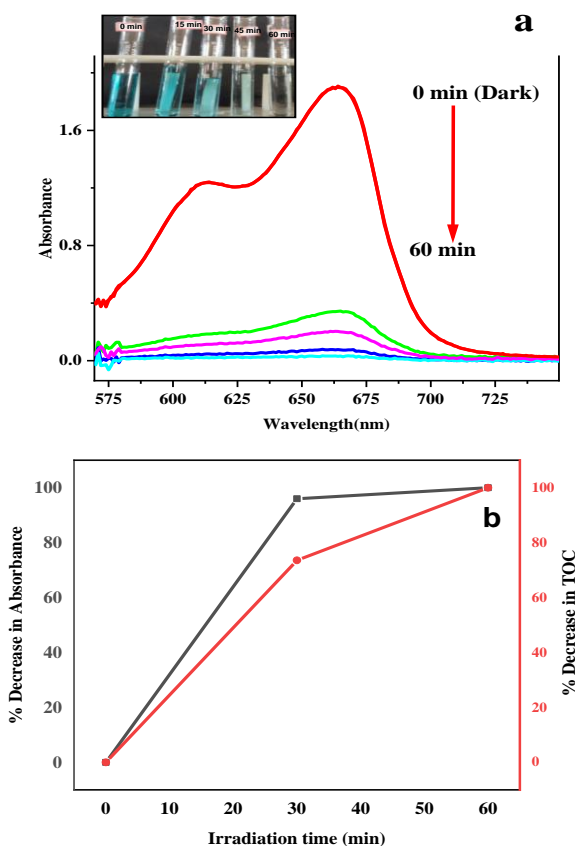 0 min 15 min 30 min 45 min 60 min
a
0 min (Dark)
60 min
Absorbance
1.6
0.8
0.0
575 600 625 650 675 700 725
Wavelength(nm)
b
% Decrease in Absorbance
100
80
60
40
20
0
100
80
60
40
20
0
% Decrease in TOC
0 10 20 30 40 50 60
Irradiation time (min)